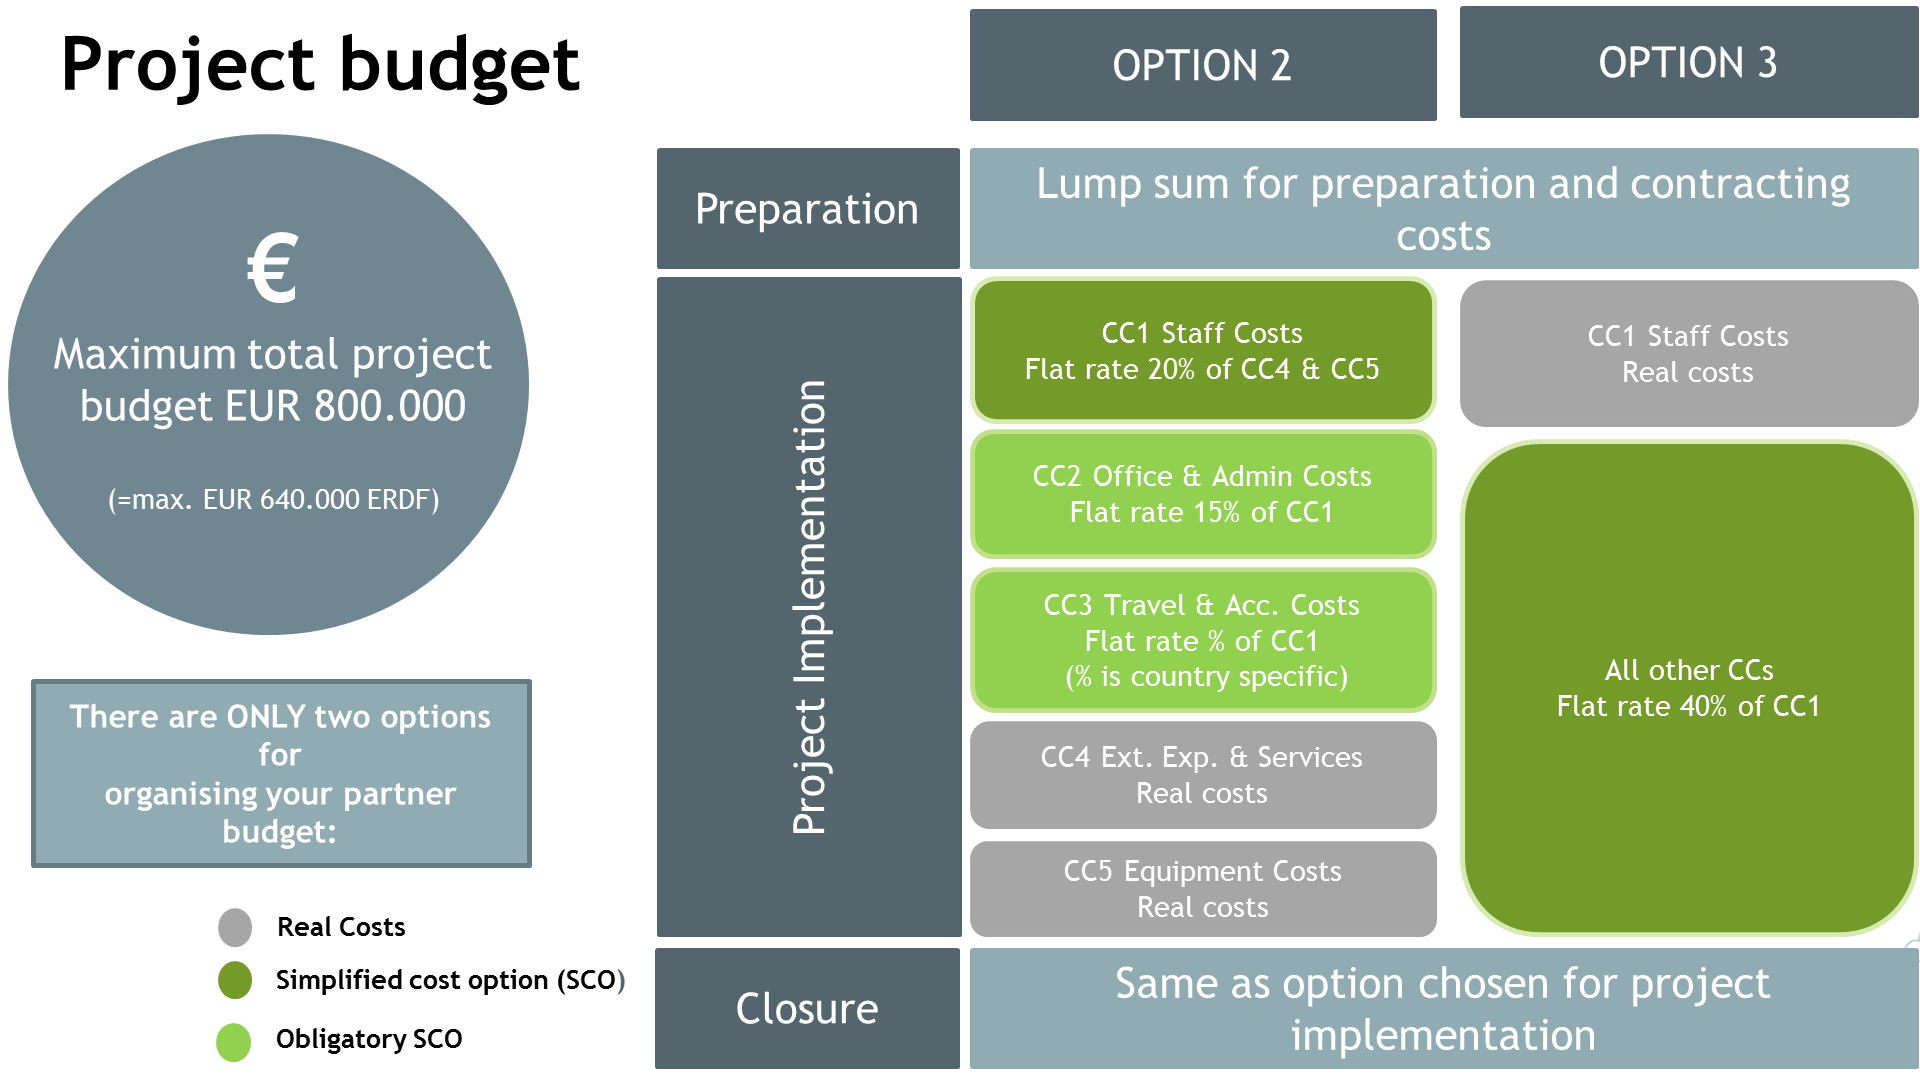 Project budget
€
Maximum total project
budget EUR 800.000
(=max. EUR 640.000 ERDF)
There are ONLY two options
for
organising your partner
budget:
Real Costs
Simplified cost option (SCO)
Obligatory SCO
OPTION 2
OPTION 3
Preparation
Lump sum for preparation and contracting
costs
Project Implementation
CC1 Staff Costs
Flat rate 20% of CC4 & CC5
CC2 Office & Admin Costs
Flat rate 15% of CC1
CC3 Travel & Acc. Costs
Flat rate % of CC1
(% is country specific)
CC4 Ext. Exp. & Services
Real costs
CC5 Equipment Costs
Real costs
CC1 Staff Costs
Real costs
All other CCs
Flat rate 40% of CC1
Closure
Same as option chosen for project
implementation